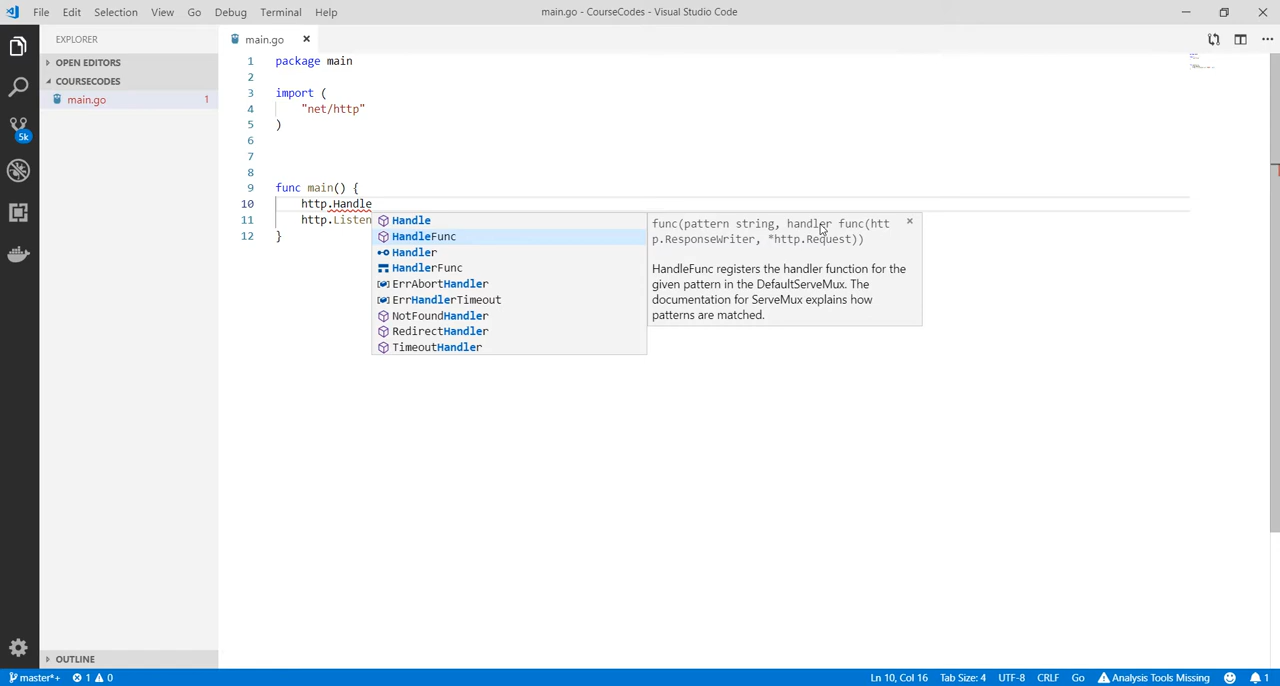 File Edit Selection View Go Debug Terminal Help
main.go - CourseCodes - Visual Studio Code
EXPLORER
OPEN EDITORS
COURSECODES
main.go 1
5k
OUTLINE
main.go
1 package main
2
3 import (
4 "net/http"
5 )
6
7
8
9 func main() {
10 http.Handle
11 http.Listen
12 }
Handle
HandleFunc
Handler
HandlerFunc
ErrAbortHandler
ErrHandlerTimeout
NotFoundHandler
RedirectHandler
TimeoutHandler
func(pattern string, handler func(htt
p.ResponseWriter, *http.Request))
HandleFunc registers the handler function for the
given pattern in the DefaultServeMux. The
documentation for ServeMux explains how
patterns are matched.
master*+ 1 0
Ln 10, Col 16 Tab Size: 4 UTF-8 CRLF Go Analysis Tools Missing 1